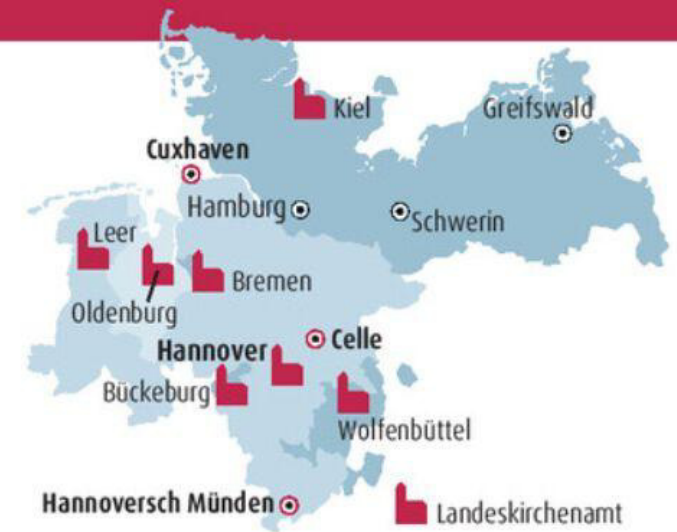 Kiel
Greifswald
Cuxhaven
Hamburg
Schwerin
Leer
Bremen
Oldenburg
Celle
Hannover
Bückeburg
Wolfenbüttel
Hannoversch Münden
Landeskirchenamt